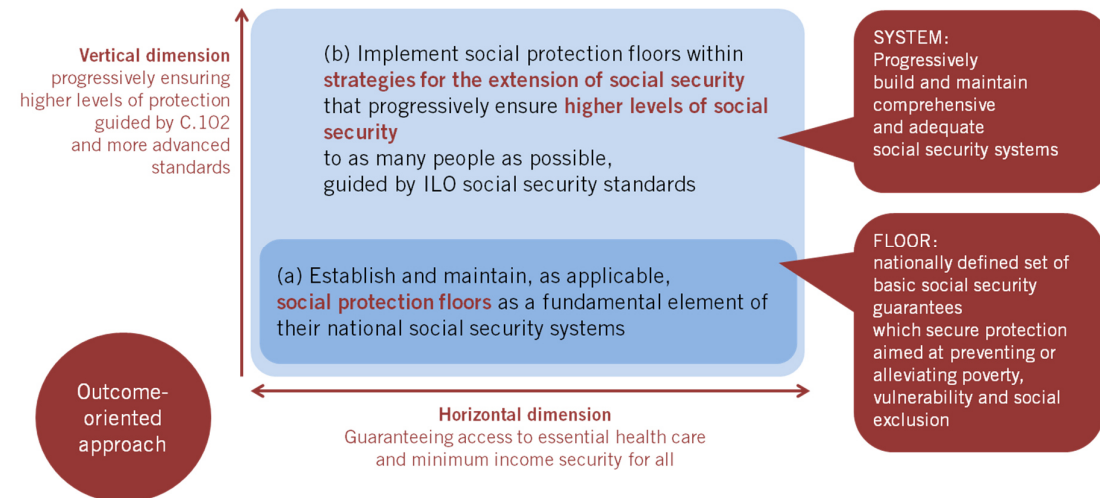 Vertical dimension
progressively ensuring
higher levels of protection
guided by C.102
and more advanced
standards
(b) Implement social protection floors within
strategies for the extension of social security
that progressively ensure higher levels of social
security
to as many people as possible,
guided by ILO social security standards
(a) Establish and maintain, as applicable,
social protection floors as a fundamental element of
their national social security systems
SYSTEM:
Progressively
build and maintain
comprehensive
and adequate
social security systems
FLOOR:
nationally defined set of
basic social security
guarantees
which secure protection
aimed at preventing or
alleviating poverty,
vulnerability and social
exclusion
Outcome-
oriented
approach
Horizontal dimension
Guaranteeing access to essential health care
and minimum income security for all